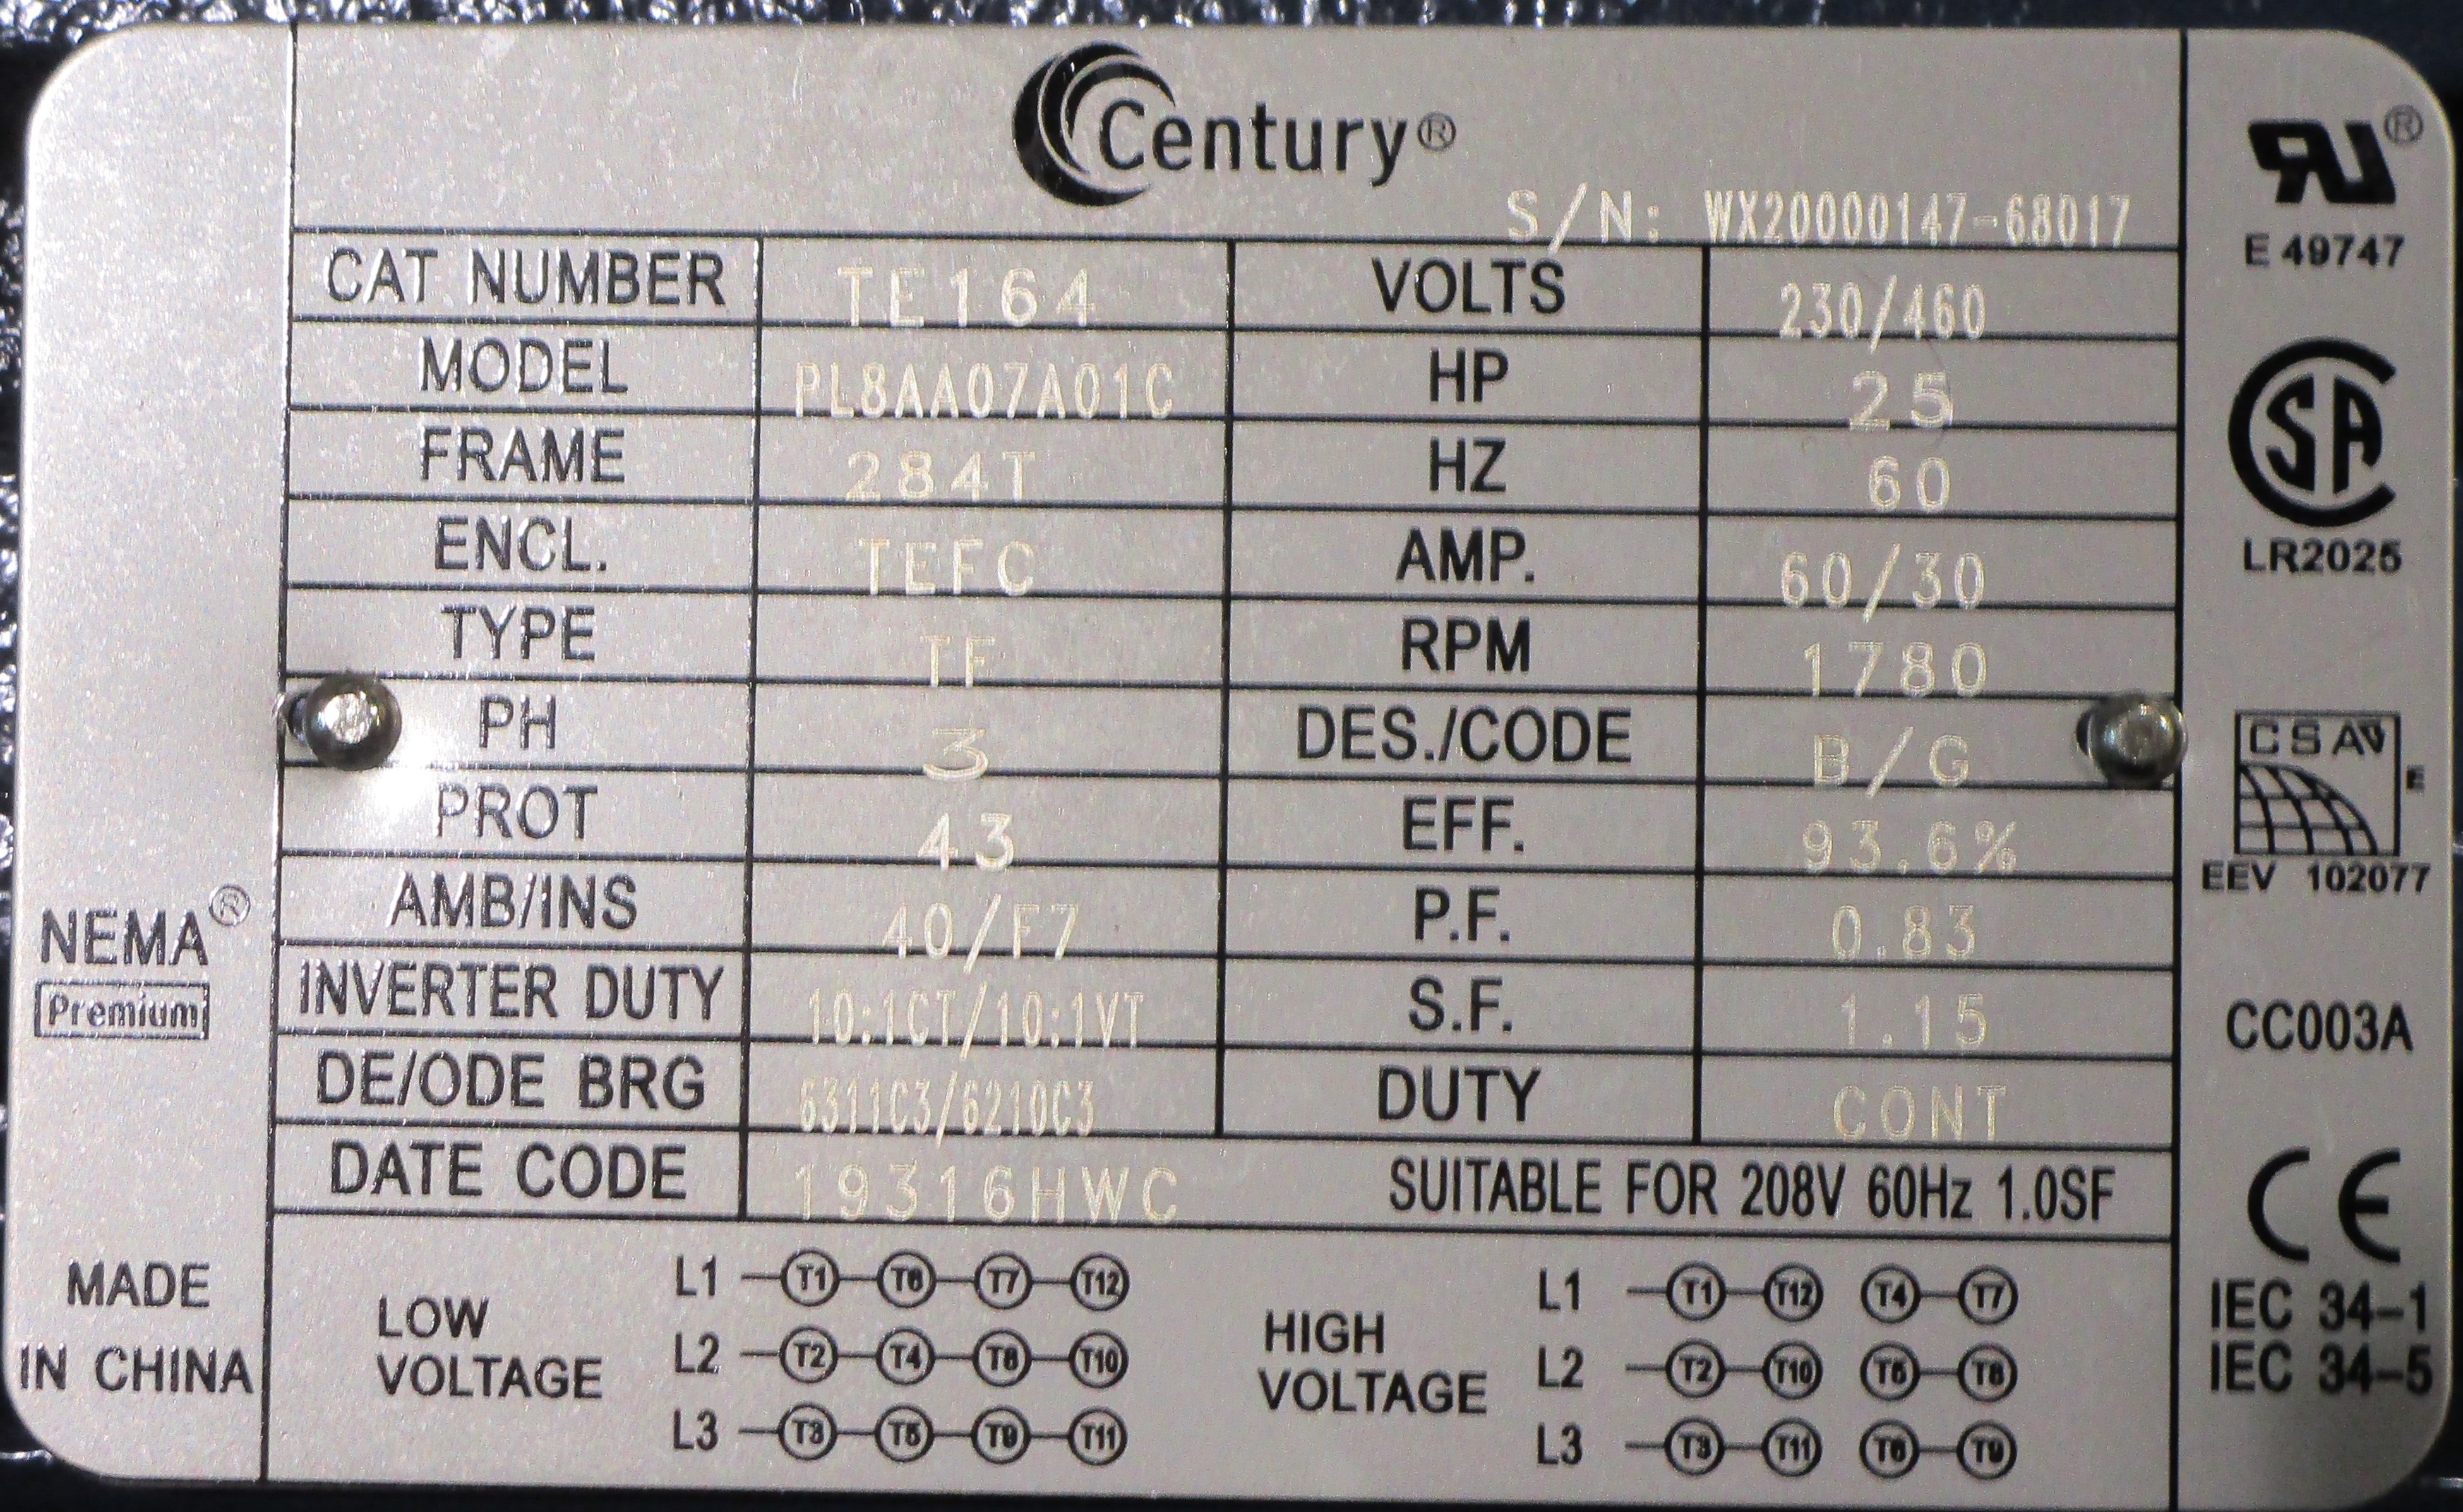 Century®
S/N: WX20000147-68017
CAT NUMBER TE164 VOLTS 230/460
MODEL PL8AA07A01C HP 25
FRAME 284T HZ 60
ENCL. TEFC AMP. 60/30
TYPE TF RPM 1780
PH 3 DES./CODE B/G
PROT 43 EFF. 93.6%
AMB/INS 40/F7 P.F. 0.83
INVERTER DUTY 10:1CT/10:1VT S.F. 1.15
DE/ODE BRG 6311C3/6210C3 DUTY CONT
DATE CODE 19316HWC SUITABLE FOR 208V 60Hz 1.0SF
LOW VOLTAGE
L1 T1 T6 T7 T12
L2 T2 T4 T8 T10
L3 T3 T5 T9 T11
HIGH VOLTAGE
L1 T1 T12 T4 T7
L2 T2 T10 T5 T8
L3 T3 T11 T6 T9
NEMA®
Premium
MADE
IN CHINA
RU®
E 49747
SA
LR2025
CSA
E
EEV 102077
CC003A
CE
IEC 34-1
IEC 34-5